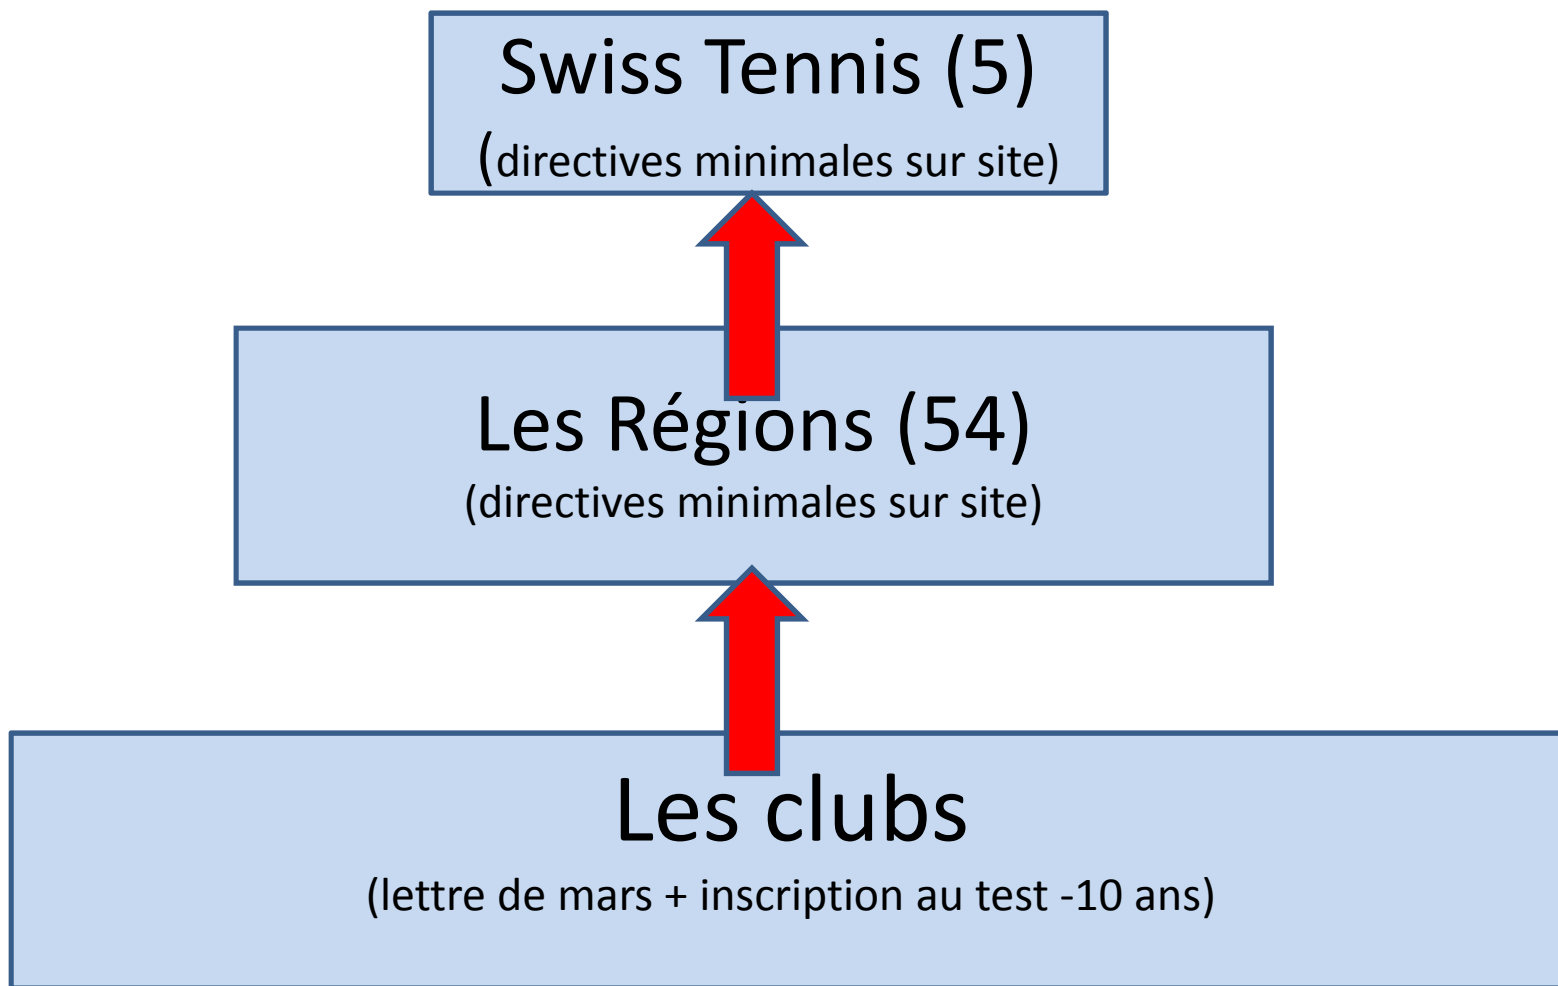 Swiss Tennis (5)
(directives minimales sur site)
Les Régions (54)
(directives minimales sur site)
Les clubs
(lettre de mars + inscription au test -10 ans)